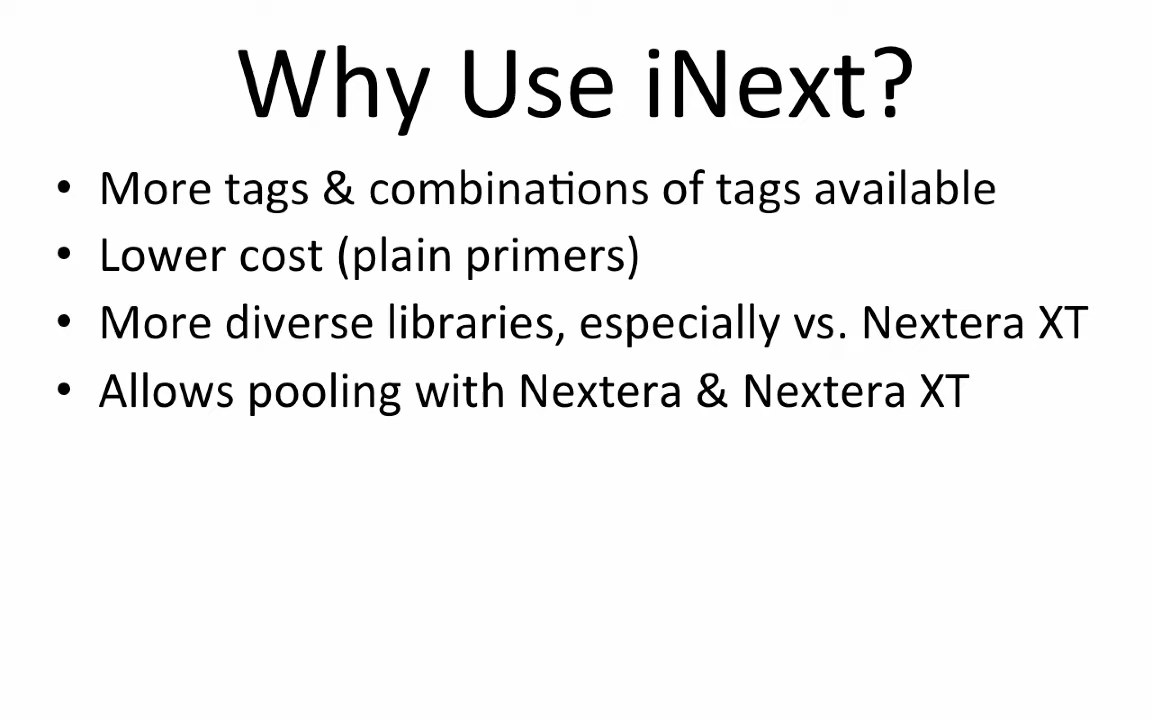 Why Use iNext?
• More tags & combinations of tags available
• Lower cost (plain primers)
• More diverse libraries, especially vs. Nextera XT
• Allows pooling with Nextera & Nextera XT